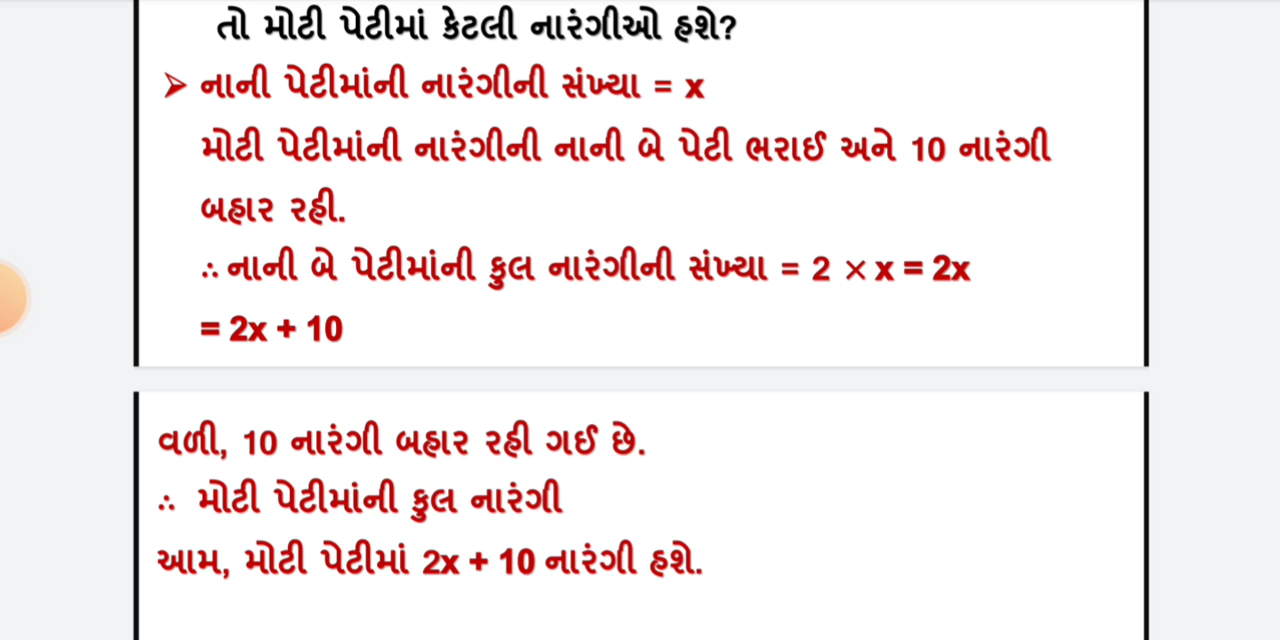 તો મોટી પેટીમાં કેટલી નારંગીઓ હશે?
➢ નાની પેટીમાંની નારંગીની સંખ્યા = x
મોટી પેટીમાંની નારંગીની નાની બે પેટી ભરાઈ અને 10 નારંગી
બહાર રહી.
∴ નાની બે પેટીમાંની કુલ નારંગીની સંખ્યા = 2 × x = 2x
= 2x + 10
વળી, 10 નારંગી બહાર રહી ગઈ છે.
∴ મોટી પેટીમાંની કુલ નારંગી
આમ, મોટી પેટીમાં 2x + 10 નારંગી હશે.